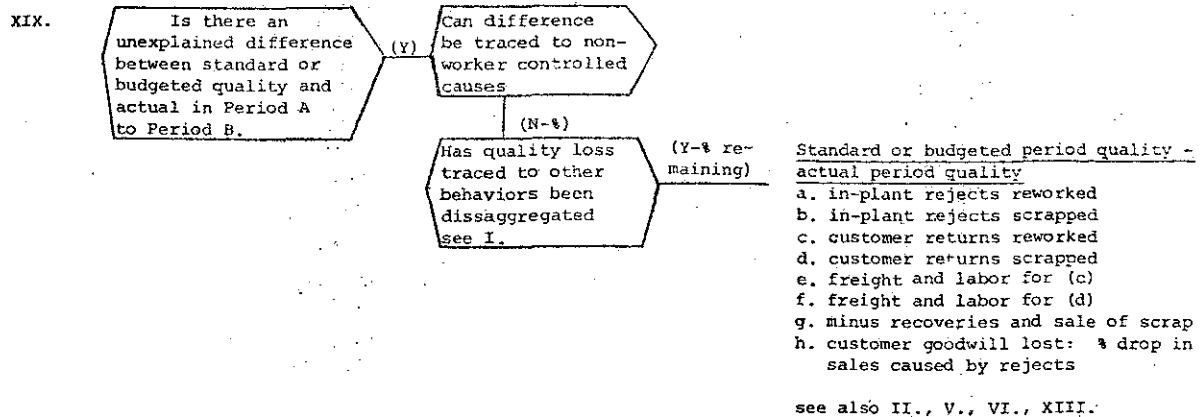 XIX.
Is there an
unexplained difference
between standard or
budgeted quality and
actual in Period A
to Period B.
(Y)
Can difference
be traced to non-
worker controlled
causes
(N-%)
Has quality loss
traced to other
behaviors been
dissaggregated
see I.
(Y-% re-
maining)
Standard or budgeted period quality -
actual period quality
a. in-plant rejects reworked
b. in-plant rejects scrapped
c. customer returns reworked
d. customer returns scrapped
e. freight and labor for (c)
f. freight and labor for (d)
g. minus recoveries and sale of scrap
h. customer goodwill lost: % drop in
sales caused by rejects
see also II., V., VI., XIII.